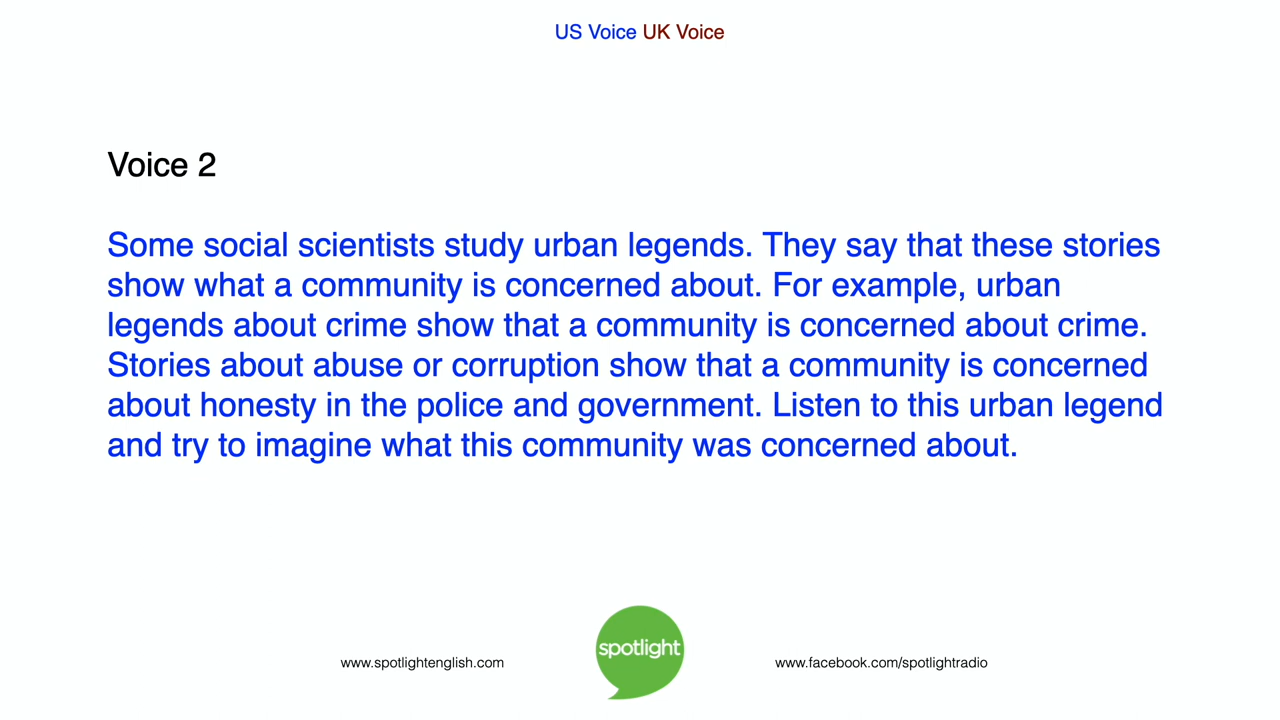 US Voice UK Voice
Voice 2
Some social scientists study urban legends. They say that these stories
show what a community is concerned about. For example, urban
legends about crime show that a community is concerned about crime.
Stories about abuse or corruption show that a community is concerned
about honesty in the police and government. Listen to this urban legend
and try to imagine what this community was concerned about.
spotlight
www.spotlightenglish.com
www.facebook.com/spotlightradio